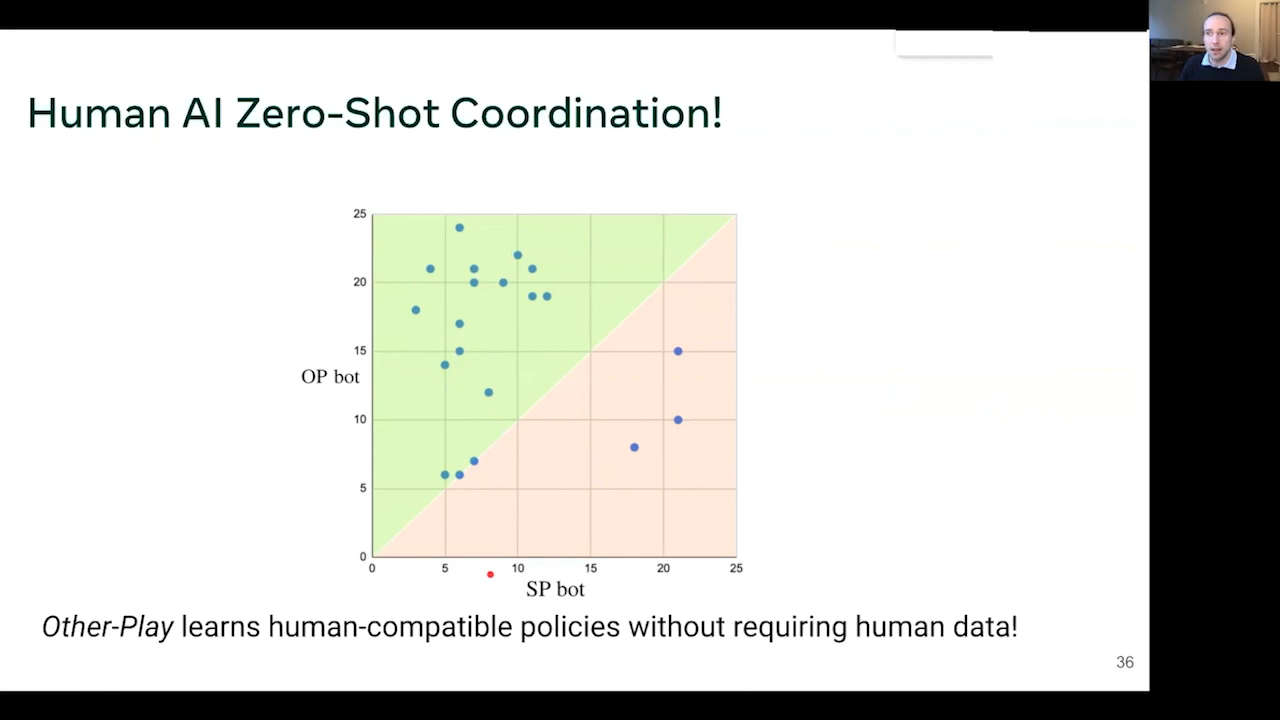 Human AI Zero-Shot Coordination!
25
20
15
OP bot
10
5
0
0 5 10 15 20 25
SP bot
Other-Play learns human-compatible policies without requiring human data!
36